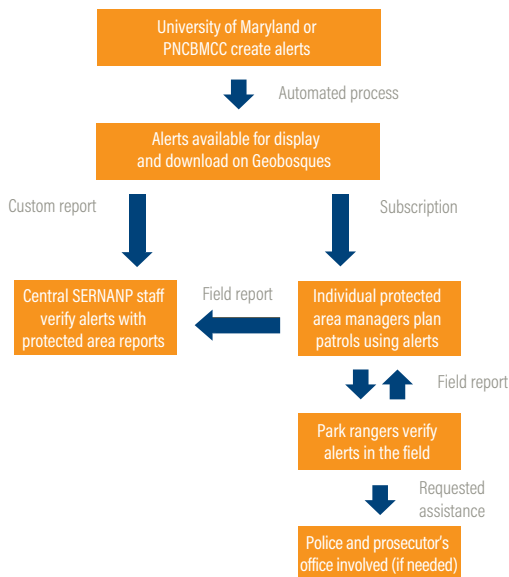 University of Maryland or
PNCBMCC create alerts
Automated process
Alerts available for display
and download on Geobosques
Custom report
Subscription
Central SERNANP staff
verify alerts with
protected area reports
Field report
Individual protected
area managers plan
patrols using alerts
Field report
Park rangers verify
alerts in the field
Requested
assistance
Police and prosecutor's
office involved (if needed)